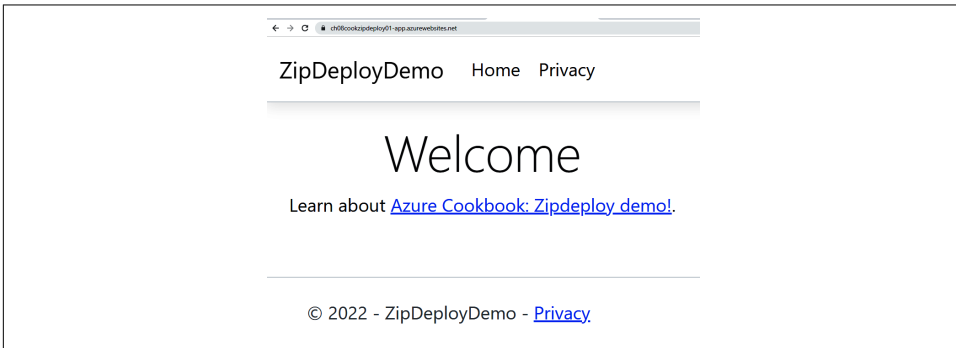 ch08cookzipdeploy01-app.azurewebsites.net
ZipDeployDemo Home Privacy
Welcome
Learn about Azure Cookbook: Zipdeploy demo!.
© 2022 - ZipDeployDemo - Privacy